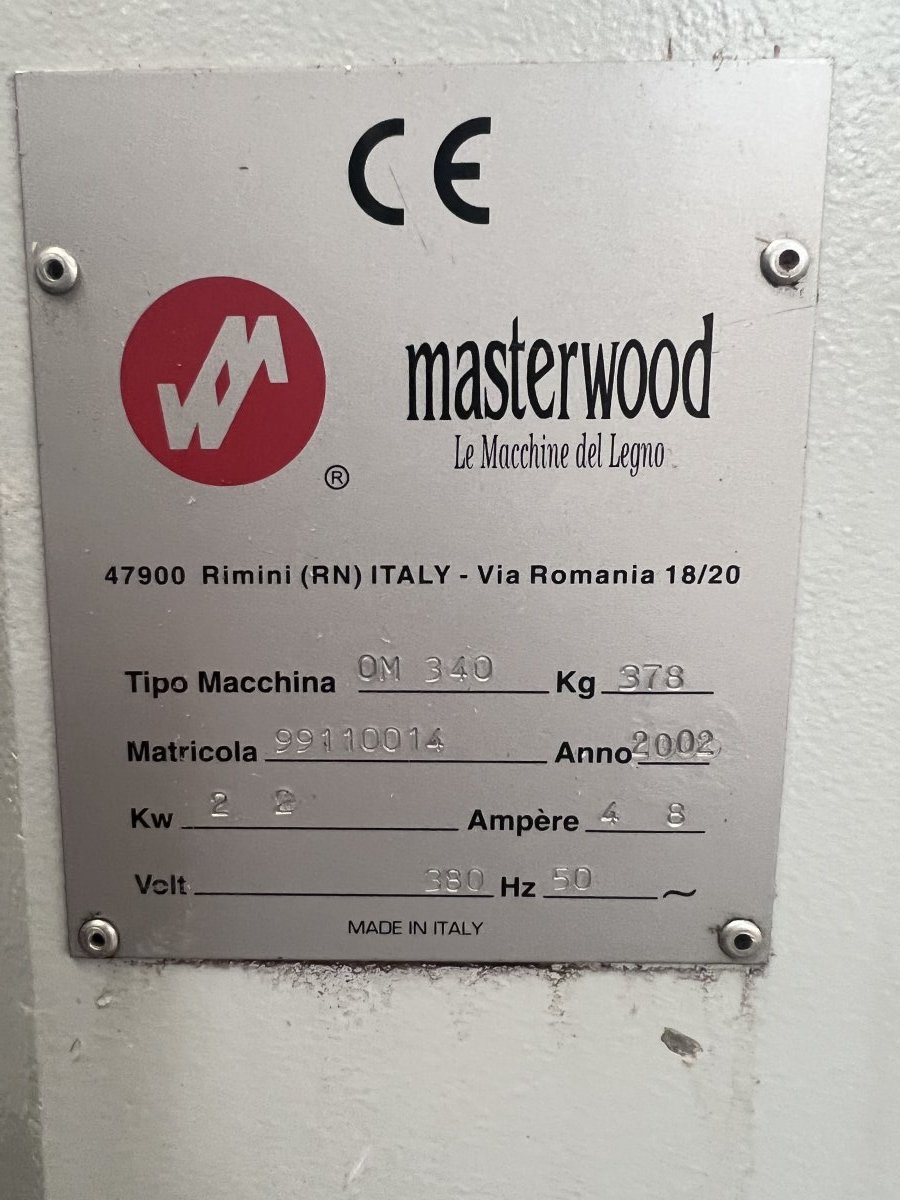 CE
masterwood
Le Macchine del Legno
®
47900 Rimini (RN) ITALY - Via Romania 18/20
Tipo Macchina OM 340 Kg 378
Matricola 99110014 Anno 2002
Kw 2 2 Ampère 4 8
Volt 380 Hz 50 ~
MADE IN ITALY